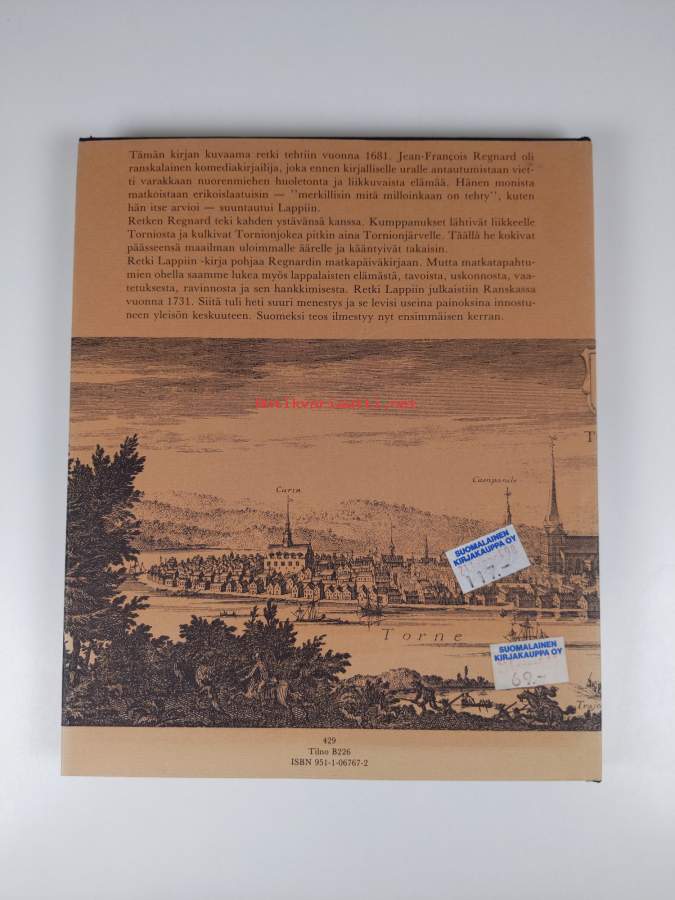 Tämän kirjan kuvaama retki tehtiin vuonna 1681. Jean-François Regnard oli
ranskalainen komediakirjailija, joka ennen kirjalliselle uralle antautumistaan viet-
ti varakkaan nuorenmiehen huoletonta ja liikkuvaista elämää. Hänen monista
matkoistaan erikoislaatuisin — "merkillisin mitä milloinkaan on tehty", kuten
hän itse arvioi — suuntautui Lappiin.
Retken Regnard teki kahden ystävänsä kanssa. Kumppanukset lähtivät liikkeelle
Torniosta ja kulkivat Tornionjokea pitkin aina Tornionjärvelle. Täällä he kokivat
päässeensä maailman uloimmalle äärelle ja kääntyivät takaisin.
Retki Lappiin -kirja pohjaa Regnardin matkapäiväkirjaan. Mutta matkatapahtu-
mien ohella saamme lukea myös lappalaisten elämästä, tavoista, uskonnosta, vaa-
tetuksesta, ravinnosta ja sen hankkimisesta. Retki Lappiin julkaistiin Ranskassa
vuonna 1731. Siitä tuli heti suuri menestys ja se levisi useina painoksina innostu-
neen yleisön keskuuteen. Suomeksi teos ilmestyy nyt ensimmäisen kerran.
antikvariaatti.net
T
Curia
Campanile
SUOMALAINEN
KIRJAKAUPPA OY
117.-
Torne
SUOMALAINEN
KIRJAKAUPPA OY
69.-
429
Tilno B226
ISBN 951-1-06767-2